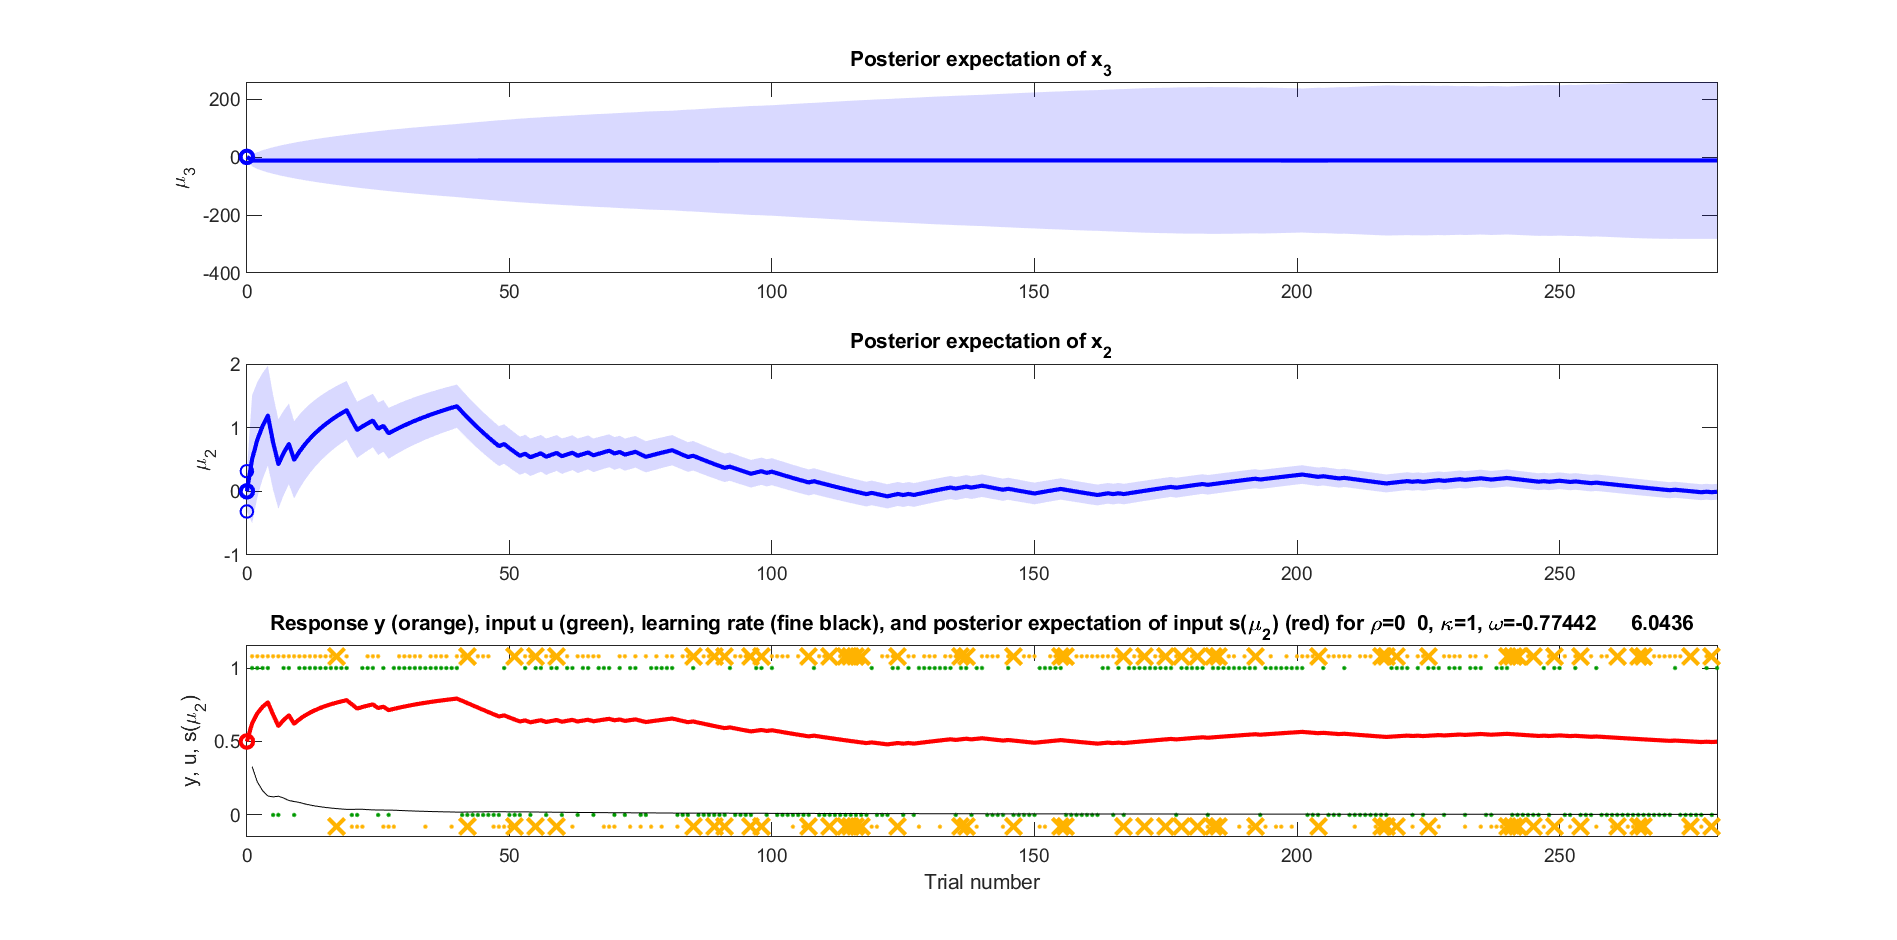 Posterior expectation of x₃
200
0
-200
-400
μ₃
0 50 100 150 200 250
Posterior expectation of x₂
2
1
0
-1
μ₂
0 50 100 150 200 250
Response y (orange), input u (green), learning rate (fine black), and posterior expectation of input s(μ₂) (red) for ρ=0 0, κ=1, ω=-0.77442 6.0436
1
0.5
0
y, u, s(μ₂)
0 50 100 150 200 250
Trial number